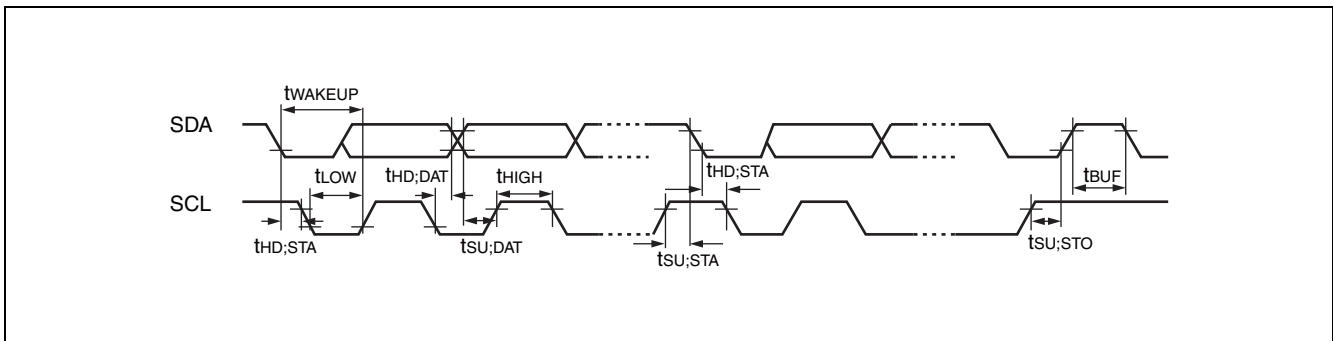 tWAKEUP
SDA
tLOW
tHD;DAT
tHIGH
tHD;STA
tBUF
SCL
tHD;STA
tSU;DAT
tSU;STA
tSU;STO